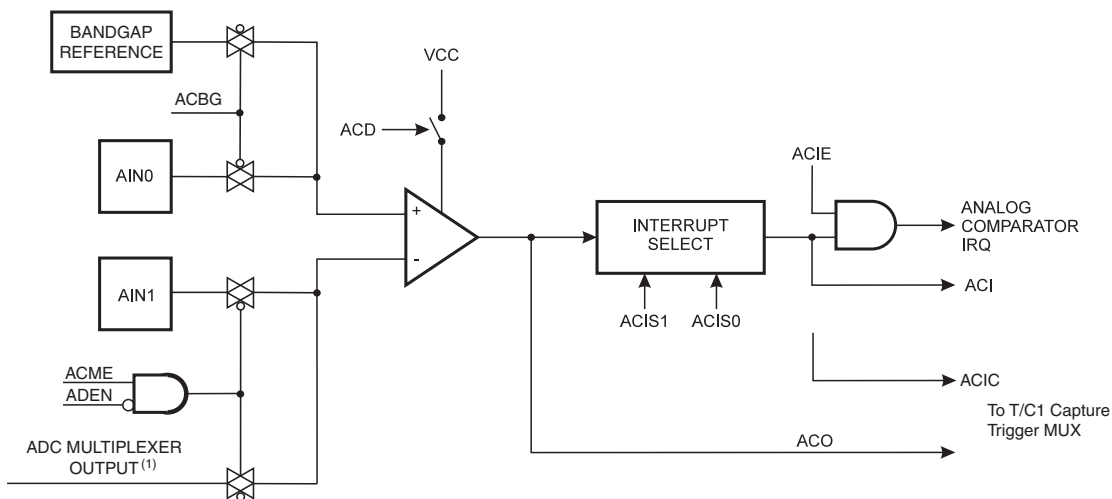 BANDGAP
REFERENCE
VCC
ACBG
ACD
AIN0
ACIE
+
INTERRUPT
SELECT
ANALOG
COMPARATOR
IRQ
-
AIN1
ACI
ACIS1
ACIS0
ACME
ADEN
ACIC
To T/C1 Capture
Trigger MUX
ACO
ADC MULTIPLEXER
OUTPUT (1)